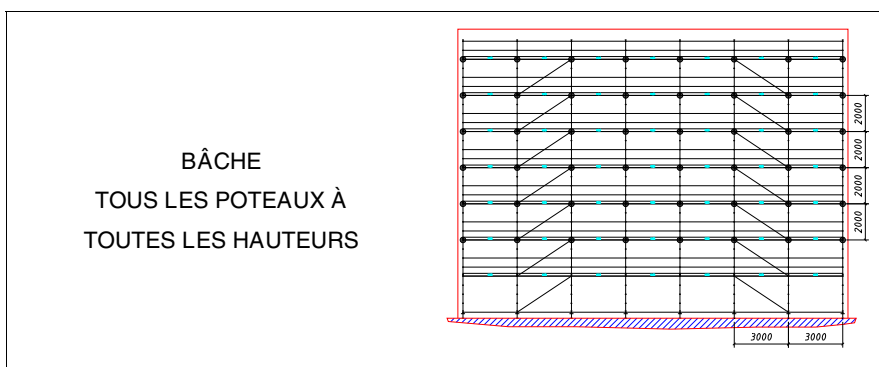 BÂCHE
TOUS LES POTEAUX À
TOUTES LES HAUTEURS
2000
2000
2000
2000
3000 3000